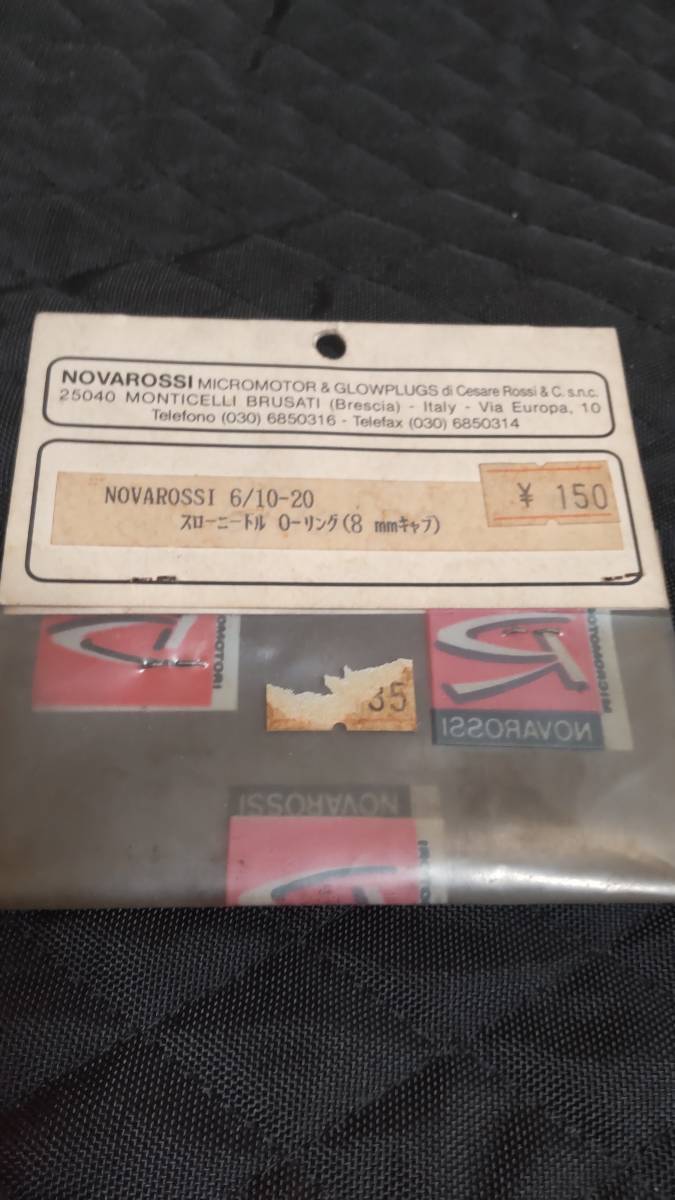 NOVAROSSI MICROMOTOR & GLOWPLUGS di Cesare Rossi & C. s.n.c.
25040 MONTICELLI BRUSATI (Brescia) - Italy - Via Europa, 10
Telefono (030) 6850316 - Telefax (030) 6850314
NOVAROSSI 6/10-20
¥ 150
スローニードル O-リング(8 mmキャブ)
OMOTORI
35
MICROMOTORI
NOVAROSSI
NOVAROSSI